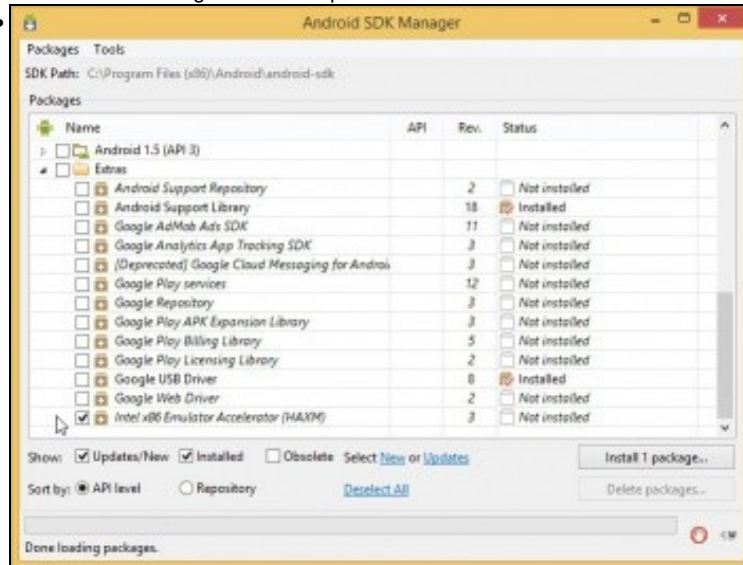 Android SDK Manager
Packages Tools
SDK Path: C:\Program Files (x86)\Android\android-sdk
Packages
Name API Rev. Status
Android 1.5 (API 3)
Extras
Android Support Repository 2 Not installed
Android Support Library 18 Installed
Google AdMob Ads SDK 11 Not installed
Google Analytics App Tracking SDK 3 Not installed
[Deprecated] Google Cloud Messaging for Androi 3 Not installed
Google Play services 12 Not installed
Google Repository 3 Not installed
Google Play APK Expansion Library 3 Not installed
Google Play Billing Library 5 Not installed
Google Play Licensing Library 2 Not installed
Google USB Driver 8 Installed
Google Web Driver 2 Not installed
Intel x86 Emulator Accelerator (HAXM) 3 Not installed
Show: Updates/New Installed Obsolete Select New or Updates Install 1 package...
Sort by: API level Repository Deselect All Delete packages...
Done loading packages.